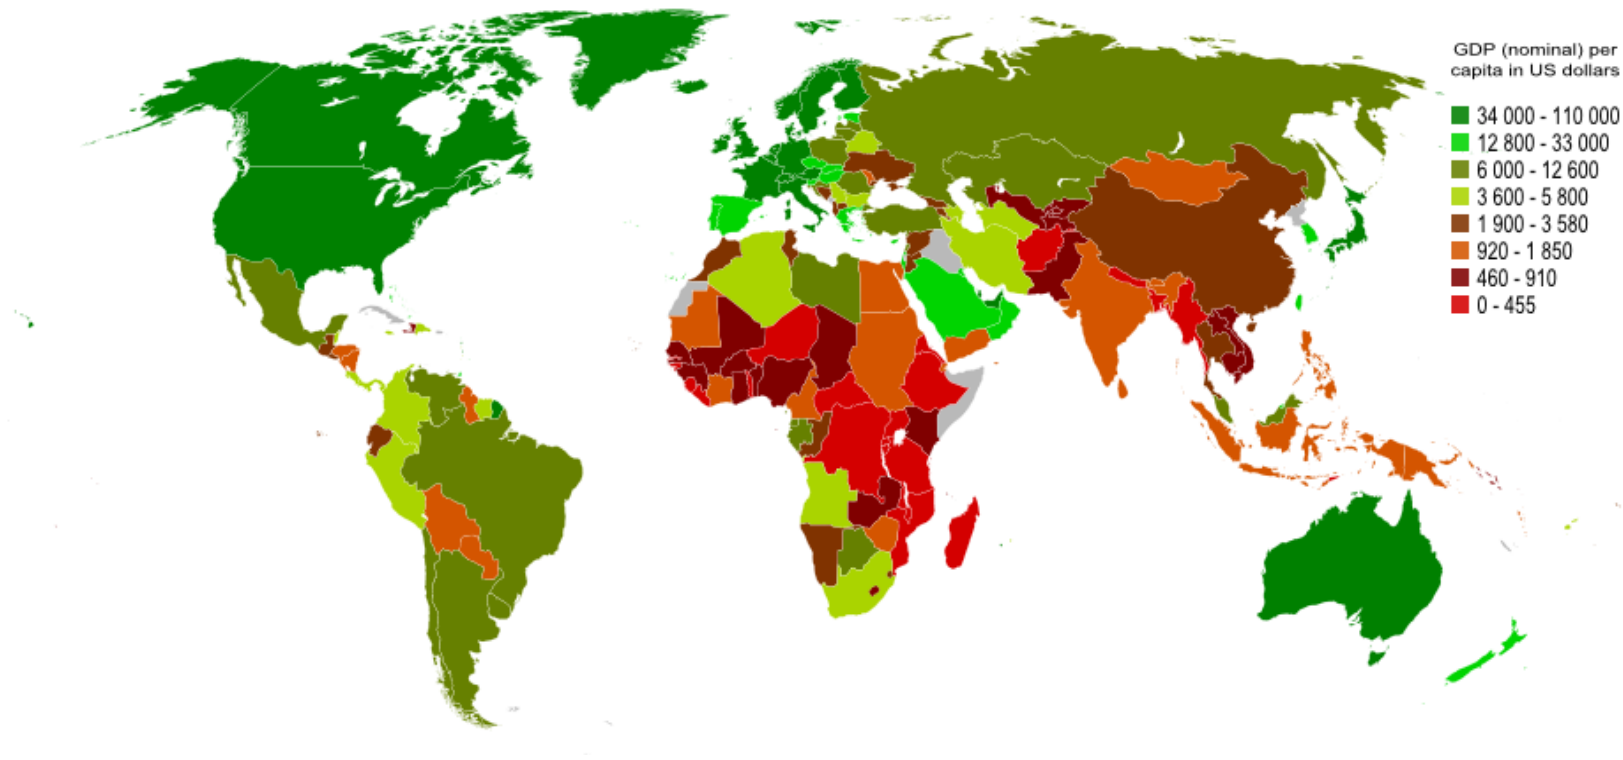 GDP (nominal) per
capita in US dollars
34 000 - 110 000
12 800 - 33 000
6 000 - 12 600
3 600 - 5 800
1 900 - 3 580
920 - 1 850
460 - 910
0 - 455